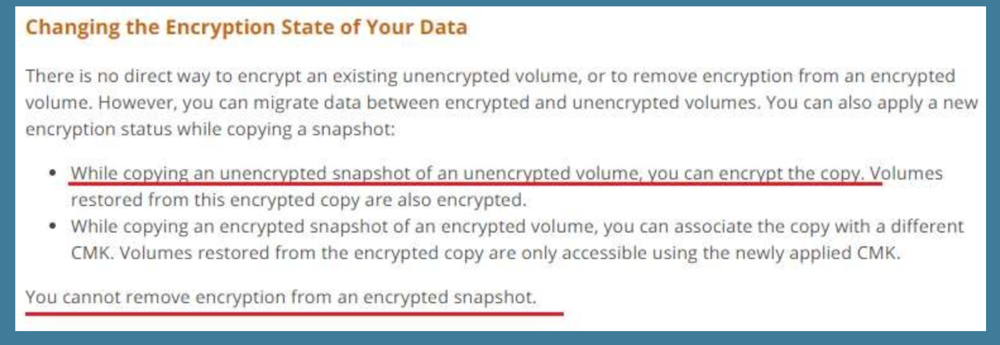 Changing the Encryption State of Your Data
There is no direct way to encrypt an existing unencrypted volume, or to remove encryption from an encrypted
volume. However, you can migrate data between encrypted and unencrypted volumes. You can also apply a new
encryption status while copying a snapshot:
• While copying an unencrypted snapshot of an unencrypted volume, you can encrypt the copy. Volumes
restored from this encrypted copy are also encrypted.
• While copying an encrypted snapshot of an encrypted volume, you can associate the copy with a different
CMK. Volumes restored from the encrypted copy are only accessible using the newly applied CMK.
You cannot remove encryption from an encrypted snapshot.